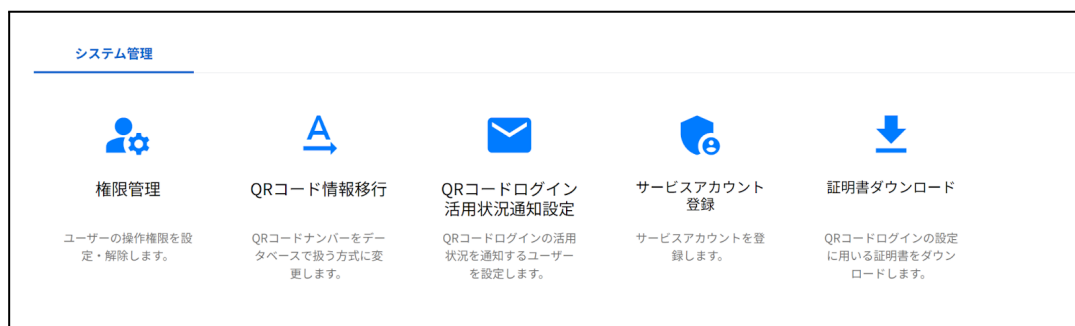 システム管理
権限管理
ユーザーの操作権限を設
定・解除します。
QRコード情報移行
QRコードナンバーをデー
タベースで扱う方式に変
更します。
QRコードログイン
活用状況通知設定
QRコードログインの活用
状況を通知するユーザー
を設定します。
サービスアカウント
登録
サービスアカウントを登
録します。
証明書ダウンロード
QRコードログインの設定
に用いる証明書をダウン
ロードします。